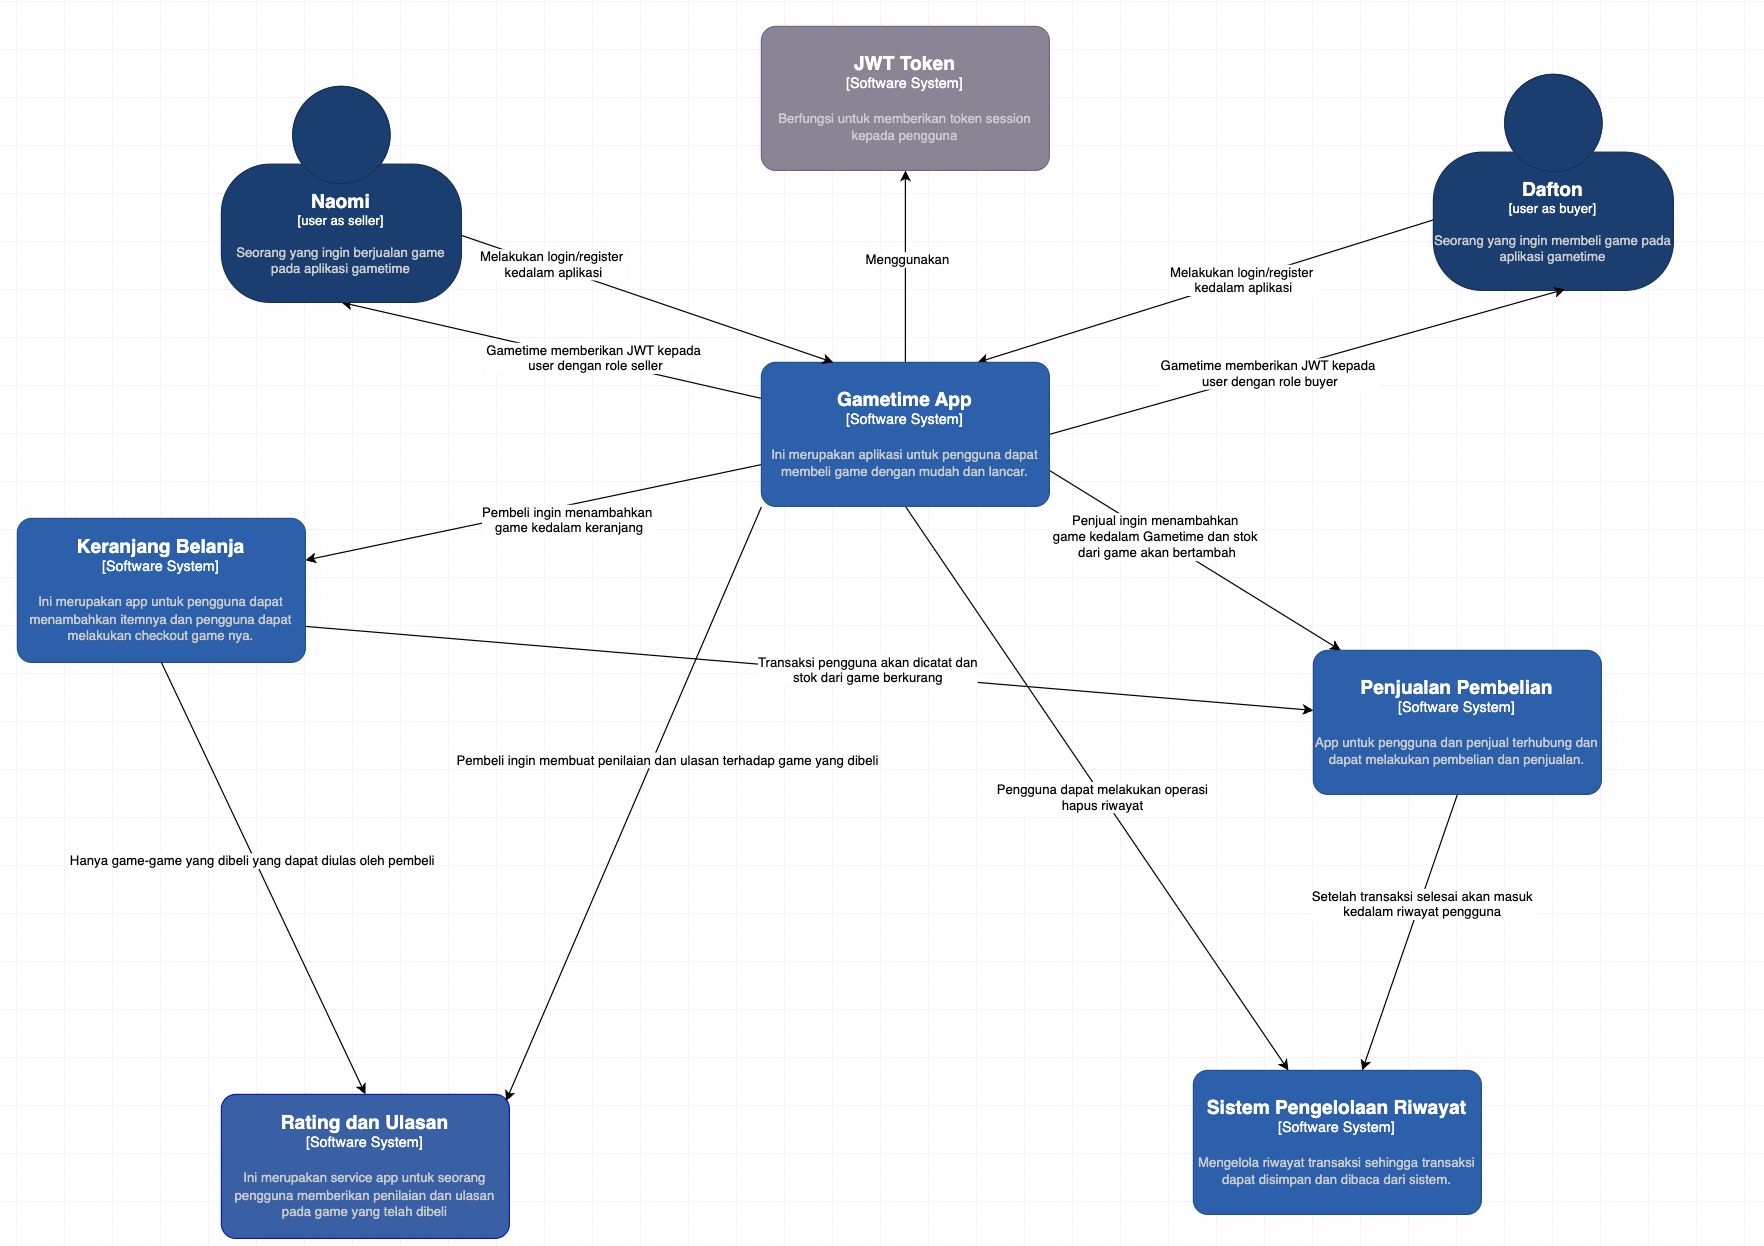 JWT Token
[Software System]
Berfungsi untuk memberikan token session
kepada pengguna
Naomi
[user as seller]
Seorang yang ingin berjualan game
pada aplikasi gametime
Dafton
[user as buyer]
Seorang yang ingin membeli game pada
aplikasi gametime
Melakukan login/register
kedalam aplikasi
Menggunakan
Melakukan login/register
kedalam aplikasi
Gametime memberikan JWT kepada
user dengan role seller
Gametime memberikan JWT kepada
user dengan role buyer
Gametime App
[Software System]
Ini merupakan aplikasi untuk pengguna dapat
membeli game dengan mudah dan lancar.
Pembeli ingin menambahkan
game kedalam keranjang
Penjual ingin menambahkan
game kedalam Gametime dan stok
dari game akan bertambah
Keranjang Belanja
[Software System]
Ini merupakan app untuk pengguna dapat
menambahkan itemnya dan pengguna dapat
melakukan checkout game nya.
Transaksi pengguna akan dicatat dan
stok dari game berkurang
Penjualan Pembelian
[Software System]
App untuk pengguna dan penjual terhubung dan
dapat melakukan pembelian dan penjualan.
Pembeli ingin membuat penilaian dan ulasan terhadap game yang dibeli
Pengguna dapat melakukan operasi
hapus riwayat
Hanya game-game yang dibeli yang dapat diulas oleh pembeli
Setelah transaksi selesai akan masuk
kedalam riwayat pengguna
Rating dan Ulasan
[Software System]
Ini merupakan service app untuk seorang
pengguna memberikan penilaian dan ulasan
pada game yang telah dibeli
Sistem Pengelolaan Riwayat
[Software System]
Mengelola riwayat transaksi sehingga transaksi
dapat disimpan dan dibaca dari sistem.